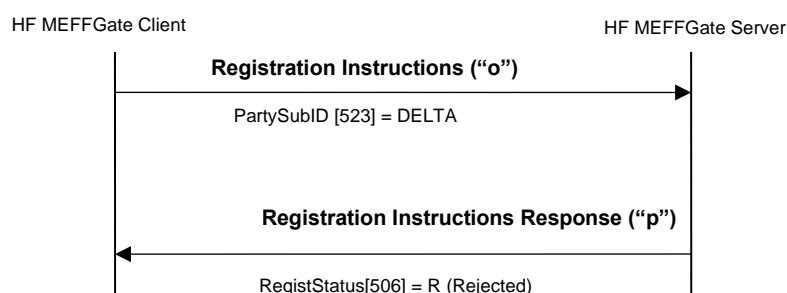 HF MEFFGate Client
HF MEFFGate Server
Registration Instructions (“o”)
PartySubID [523] = DELTA
Registration Instructions Response (“p”)
RegistStatus[506] = R (Rejected)